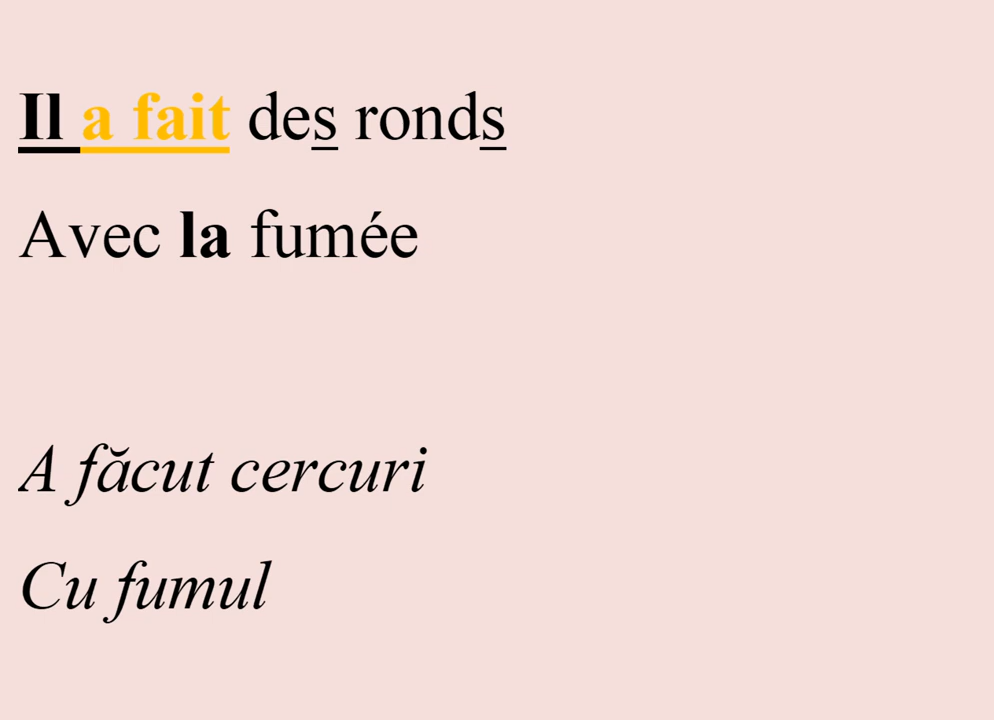 Il a fait des ronds
Avec la fumée
A făcut cercuri
Cu fumul